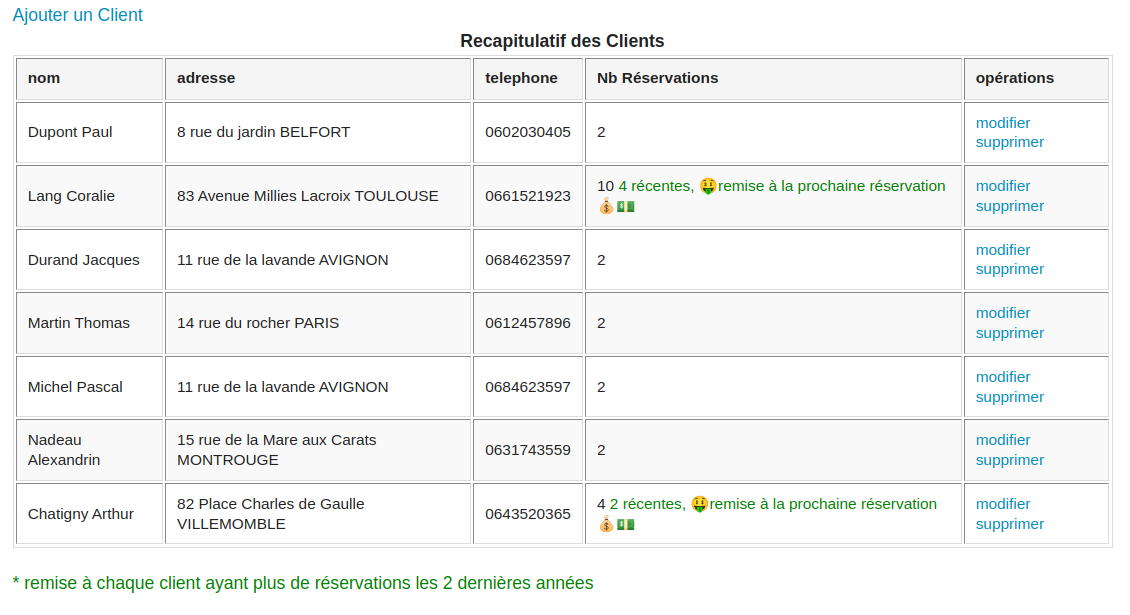 Ajouter un Client
Recapitulatif des Clients
nom adresse telephone Nb Réservations opérations
Dupont Paul 8 rue du jardin BELFORT 0602030405 2 modifier
supprimer
Lang Coralie 83 Avenue Millies Lacroix TOULOUSE 0661521923 10 4 récentes, 🤑remise à la prochaine réservation modifier
💰💵 supprimer
Durand Jacques 11 rue de la lavande AVIGNON 0684623597 2 modifier
supprimer
Martin Thomas 14 rue du rocher PARIS 0612457896 2 modifier
supprimer
Michel Pascal 11 rue de la lavande AVIGNON 0684623597 2 modifier
supprimer
Nadeau 15 rue de la Mare aux Carats 0631743559 2 modifier
Alexandrin MONTROUGE supprimer
Chatigny Arthur 82 Place Charles de Gaulle 0643520365 4 2 récentes, 🤑remise à la prochaine réservation modifier
VILLEMOMBLE 💰💵 supprimer
* remise à chaque client ayant plus de réservations les 2 dernières années